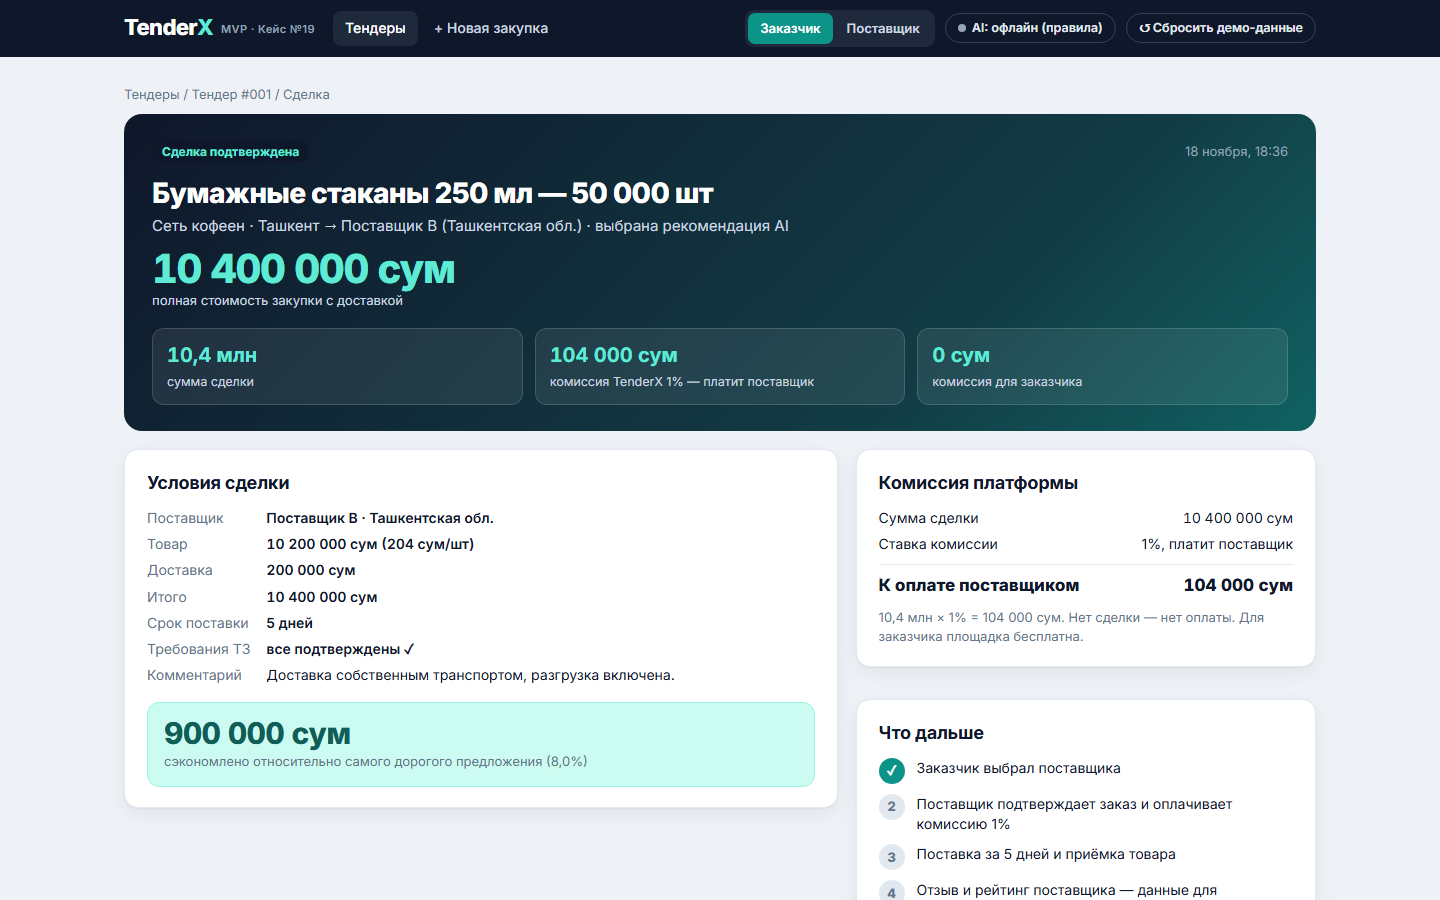 TenderX MVP · Кейс №19 Тендеры + Новая закупка Заказчик Поставщик AI: офлайн (правила) ↺ Сбросить демо-данные
Тендеры / Тендер #001 / Сделка
Сделка подтверждена 18 ноября, 18:36
Бумажные стаканы 250 мл — 50 000 шт
Сеть кофеен · Ташкент → Поставщик B (Ташкентская обл.) · выбрана рекомендация AI
10 400 000 сум
полная стоимость закупки с доставкой
10,4 млн
сумма сделки
104 000 сум
комиссия TenderX 1% — платит поставщик
0 сум
комиссия для заказчика
Условия сделки
Поставщик Поставщик B · Ташкентская обл.
Товар 10 200 000 сум (204 сум/шт)
Доставка 200 000 сум
Итого 10 400 000 сум
Срок поставки 5 дней
Требования ТЗ все подтверждены ✓
Комментарий Доставка собственным транспортом, разгрузка включена.
900 000 сум
сэкономлено относительно самого дорогого предложения (8,0%)
Комиссия платформы
Сумма сделки 10 400 000 сум
Ставка комиссии 1%, платит поставщик
К оплате поставщиком 104 000 сум
10,4 млн × 1% = 104 000 сум. Нет сделки — нет оплаты. Для
заказчика площадка бесплатна.
Что дальше
✓ Заказчик выбрал поставщика
2 Поставщик подтверждает заказ и оплачивает
комиссию 1%
3 Поставка за 5 дней и приёмка товара
4 Отзыв и рейтинг поставщика — данные для